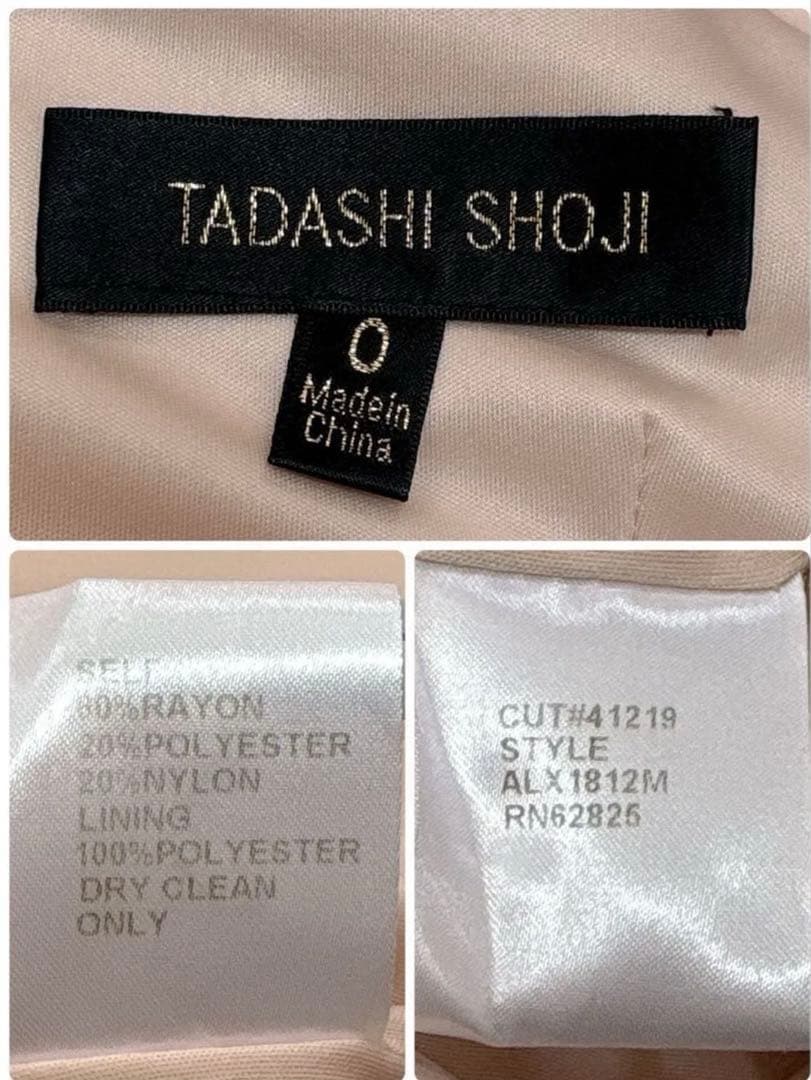 TADASHI SHOJI
0
Made in
China
SELF
60%RAYON
20%POLYESTER
20%NYLON
LINING
100%POLYESTER
DRY CLEAN
ONLY
CUT#41219
STYLE
ALX1812M
RN62825